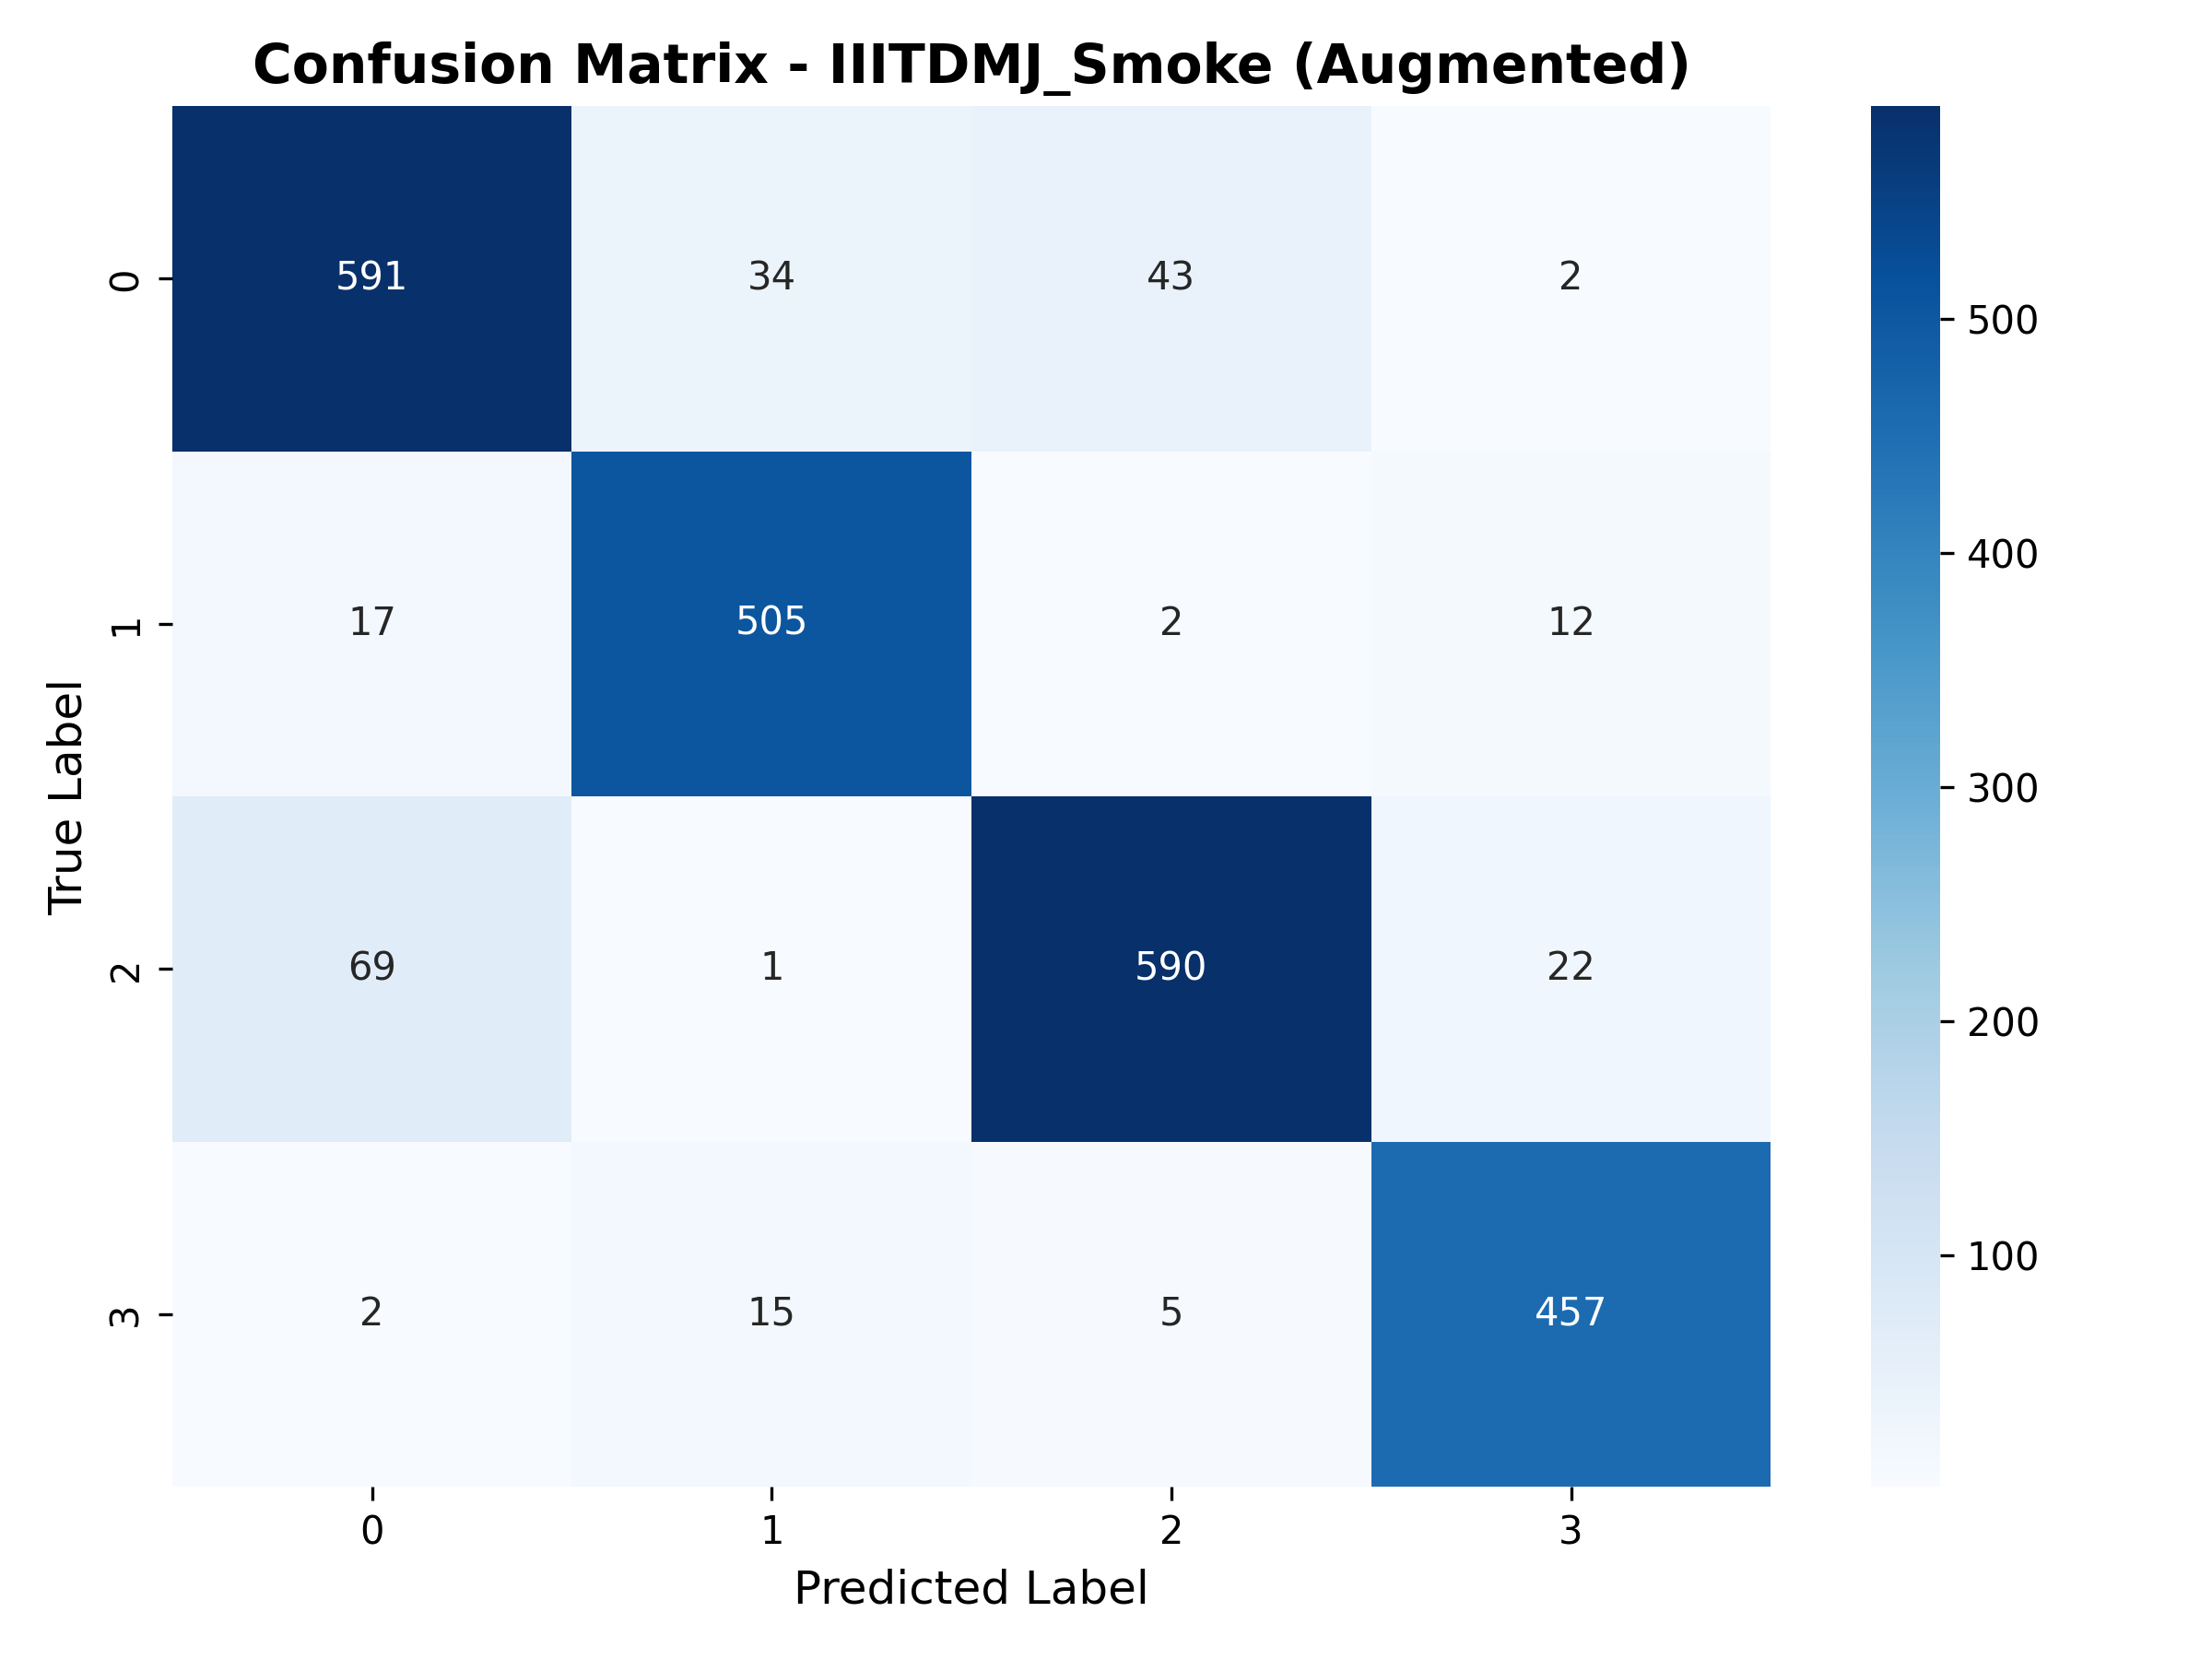 Confusion Matrix - IIITDMJ_Smoke (Augmented)
0 591 34 43 2
1 17 505 2 12
2 69 1 590 22
3 2 15 5 457
0 1 2 3
Predicted Label
True Label
500
400
300
200
100